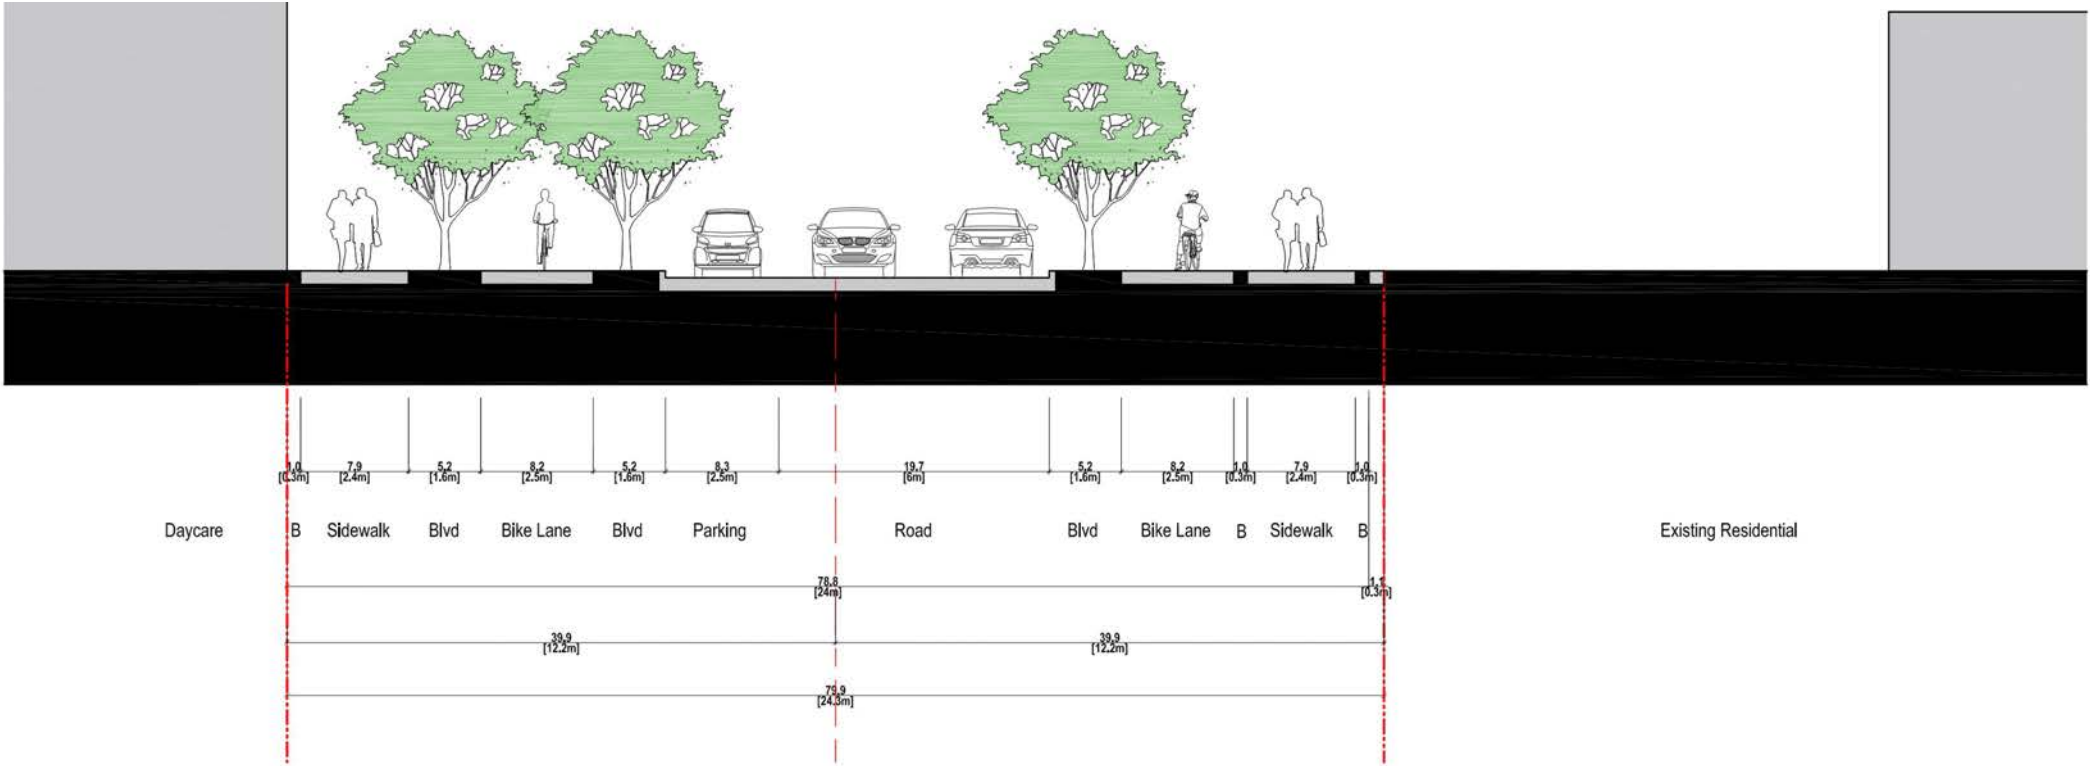 1.0 7.9 5.2 8.2 5.2 8.3 19.7 5.2 8.2 1.0 7.9 1.0
[0.3m] [2.4m] [1.6m] [2.5m] [1.6m] [2.5m] [6m] [1.6m] [2.5m] [0.3m] [2.4m] [0.3m]
Daycare B Sidewalk Blvd Bike Lane Blvd Parking Road Blvd Bike Lane B Sidewalk B Existing Residential
78.8 1.1
[24m] [0.3m]
39.9 39.9
[12.2m] [12.2m]
79.9
[24.3m]